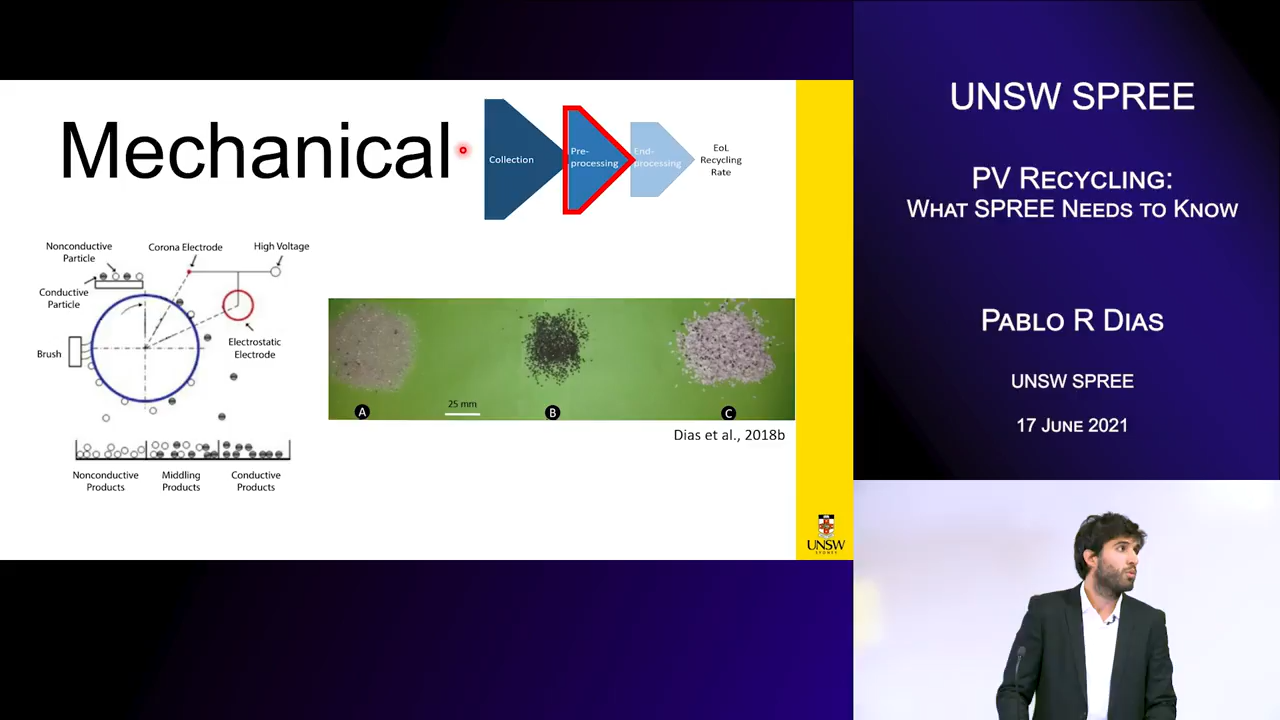 Mechanical
Collection
Pre-
processing
End-
processing
EoL
Recycling
Rate
Nonconductive
Particle
Corona Electrode
High Voltage
Conductive
Particle
Brush
Electrostatic
Electrode
Nonconductive
Products
Middling
Products
Conductive
Products
A
25 mm
B
C
Dias et al., 2018b
UNSW
SYDNEY
UNSW SPREE
PV Recycling:
What SPREE Needs to Know
Pablo R Dias
UNSW SPREE
17 June 2021